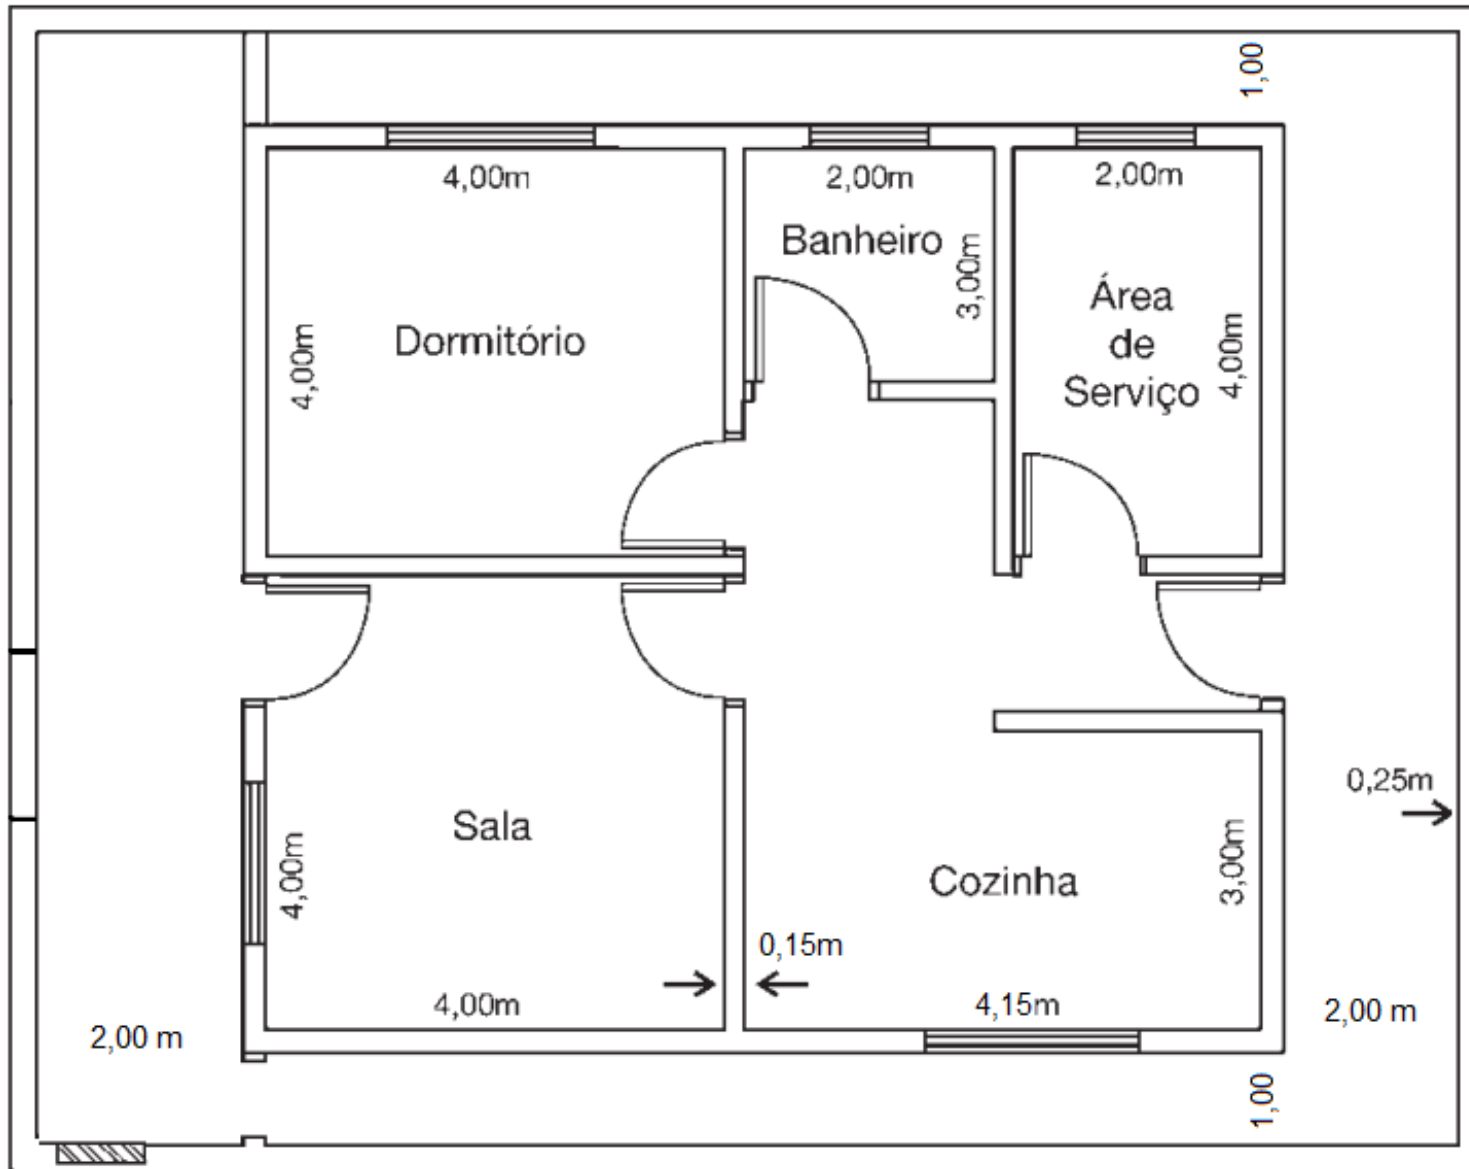 1,00
4,00m
2,00m
2,00m
Banheiro
3,00m
Área
de
Serviço
4,00m
Dormitório
4,00m
0,25m
Sala
4,00m
Cozinha
3,00m
0,15m
4,00m
4,15m
2,00 m
2,00 m
1,00